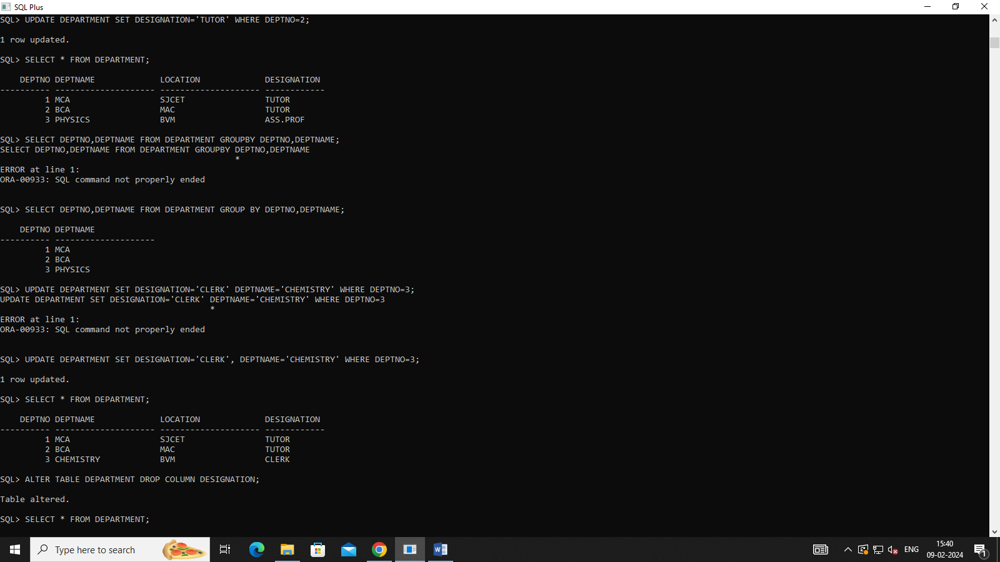 SQL Plus
SQL> UPDATE DEPARTMENT SET DESIGNATION='TUTOR' WHERE DEPTNO=2;
1 row updated.
SQL> SELECT * FROM DEPARTMENT;
    DEPTNO DEPTNAME             LOCATION             DESIGNATION
---------- -------------------- -------------------- ------------
         1 MCA                  SJCET                TUTOR
         2 BCA                  MAC                  TUTOR
         3 PHYSICS              BVM                  ASS.PROF
SQL> SELECT DEPTNO,DEPTNAME FROM DEPARTMENT GROUPBY DEPTNO,DEPTNAME;
SELECT DEPTNO,DEPTNAME FROM DEPARTMENT GROUPBY DEPTNO,DEPTNAME
                                               *
ERROR at line 1:
ORA-00933: SQL command not properly ended
SQL> SELECT DEPTNO,DEPTNAME FROM DEPARTMENT GROUP BY DEPTNO,DEPTNAME;
    DEPTNO DEPTNAME
---------- --------------------
         1 MCA
         2 BCA
         3 PHYSICS
SQL> UPDATE DEPARTMENT SET DESIGNATION='CLERK' DEPTNAME='CHEMISTRY' WHERE DEPTNO=3;
UPDATE DEPARTMENT SET DESIGNATION='CLERK' DEPTNAME='CHEMISTRY' WHERE DEPTNO=3
                                          *
ERROR at line 1:
ORA-00933: SQL command not properly ended
SQL> UPDATE DEPARTMENT SET DESIGNATION='CLERK', DEPTNAME='CHEMISTRY' WHERE DEPTNO=3;
1 row updated.
SQL> SELECT * FROM DEPARTMENT;
    DEPTNO DEPTNAME             LOCATION             DESIGNATION
---------- -------------------- -------------------- ------------
         1 MCA                  SJCET                TUTOR
         2 BCA                  MAC                  TUTOR
         3 CHEMISTRY            BVM                  CLERK
SQL> ALTER TABLE DEPARTMENT DROP COLUMN DESIGNATION;
Table altered.
SQL> SELECT * FROM DEPARTMENT;
Type here to search
W
ENG
15:40
09-02-2024
1